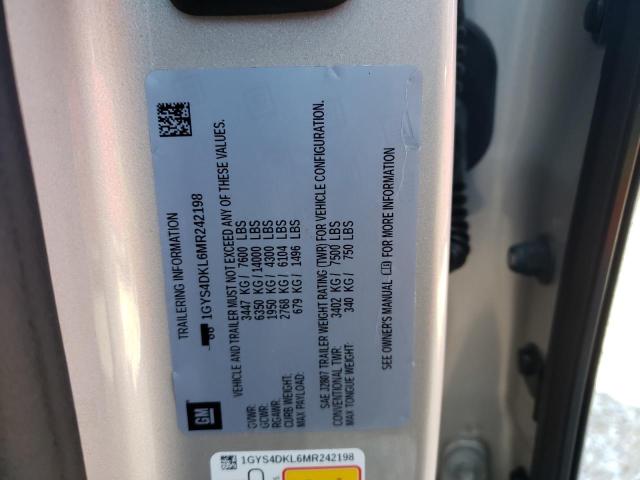 TRAILERING INFORMATION
1GYS4DKL6MR242198
VEHICLE AND TRAILER MUST NOT EXCEED ANY OF THESE VALUES.
GVWR: 3447 KG / 7600 LBS
GCWR: 6350 KG / 14000 LBS
RGAWR: 1950 KG / 4300 LBS
CURB WEIGHT: 2768 KG / 6104 LBS
MAX PAYLOAD: 679 KG / 1496 LBS
SAE J2807 TRAILER WEIGHT RATING (TWR) FOR VEHICLE CONFIGURATION.
CONVENTIONAL TWR: 3402 KG / 7500 LBS
MAX TONGUE WEIGHT: 340 KG / 750 LBS
SEE OWNER'S MANUAL FOR MORE INFORMATION
GM
1GYS4DKL6MR242198